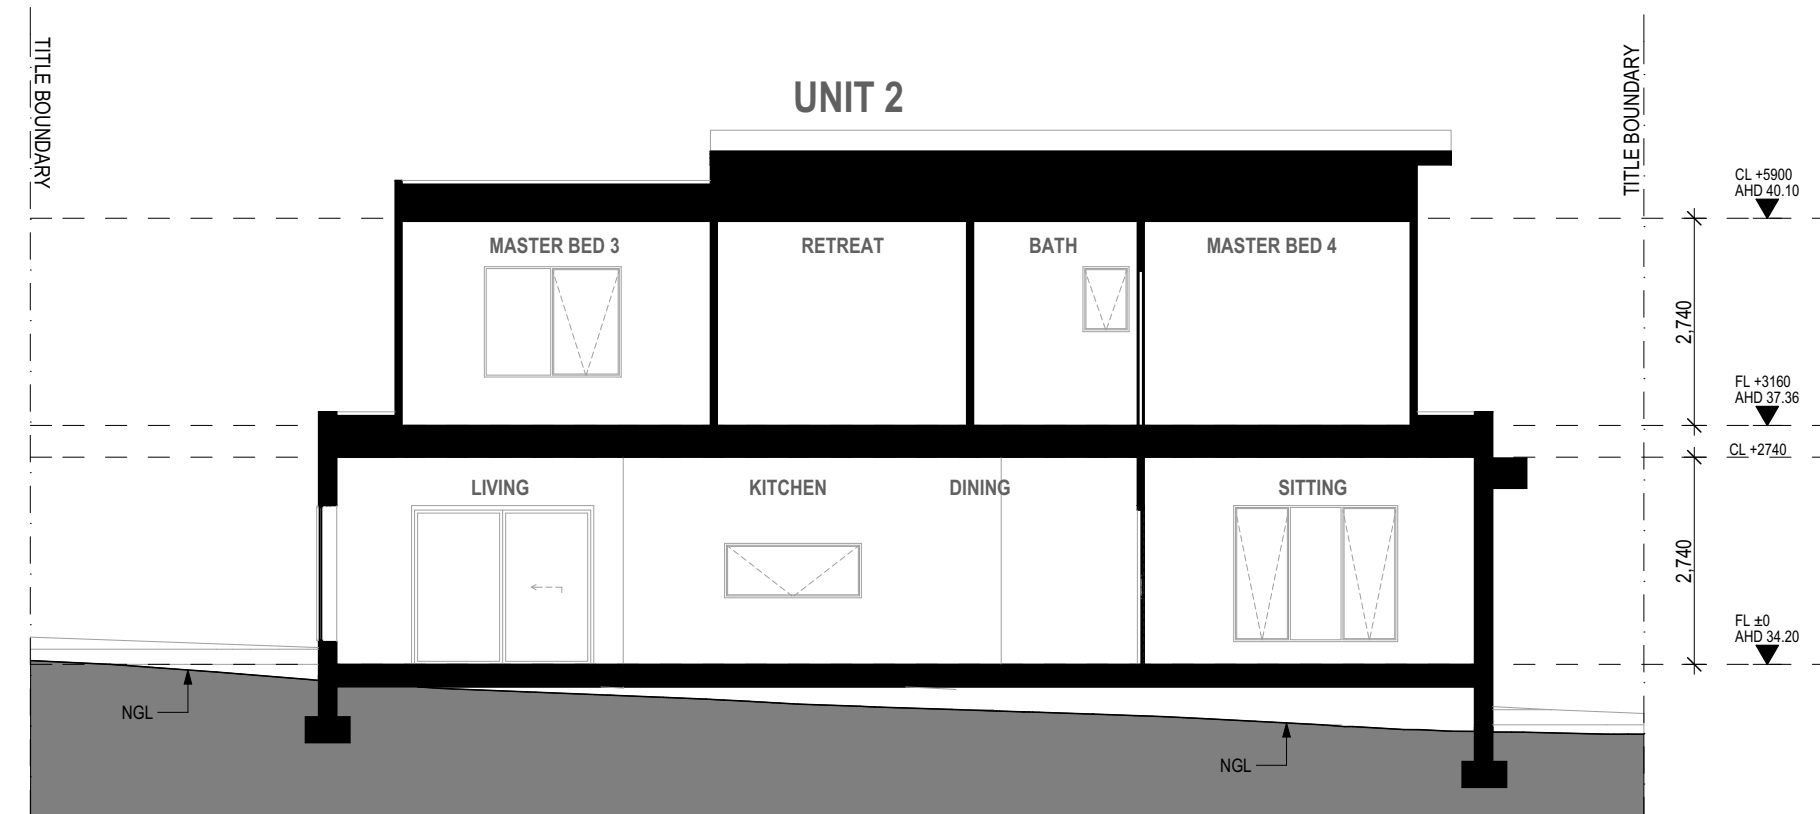 TITLE BOUNDARY
UNIT 2
TITLE BOUNDARY
CL +5900
AHD 40.10
MASTER BED 3
RETREAT
BATH
MASTER BED 4
2,740
FL +3160
AHD 37.36
CL +2740
LIVING
KITCHEN
DINING
SITTING
2,740
FL ±0
AHD 34.20
NGL
NGL